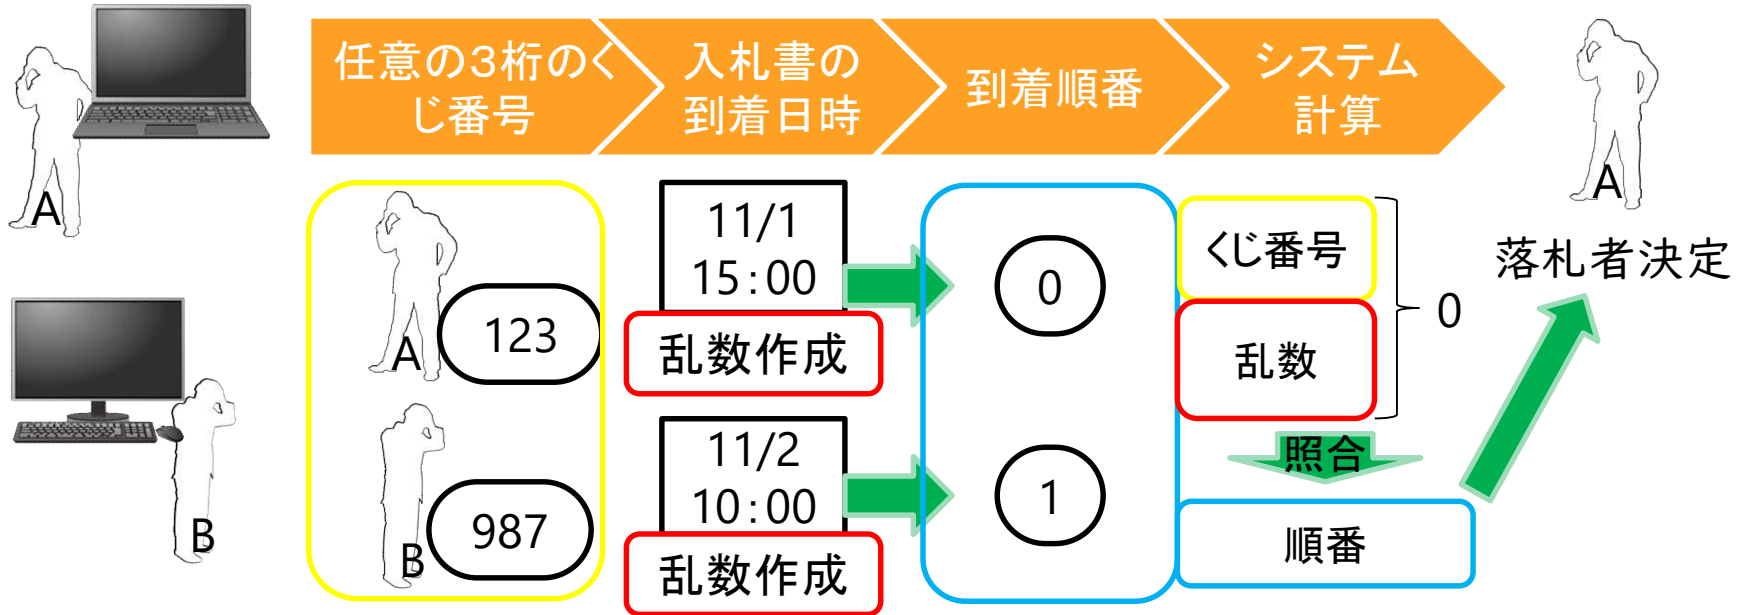 任意の3桁のく
じ番号
入札書の
到着日時
到着順番
システム
計算
A
B
A
123
B
987
11/1
15:00
乱数作成
11/2
10:00
乱数作成
0
1
くじ番号
乱数
0
照合
順番
A
落札者決定